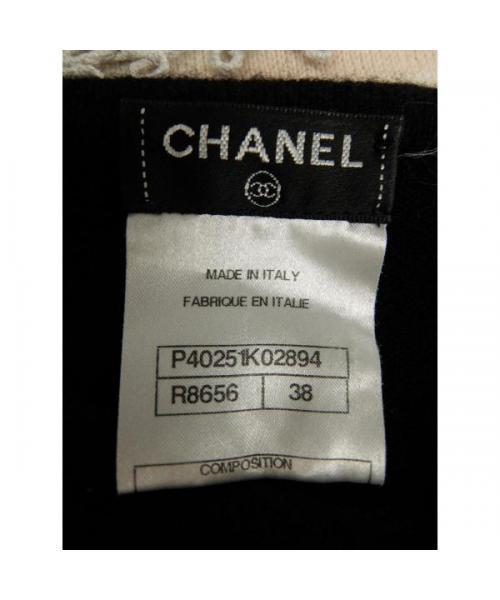 CHANEL
MADE IN ITALY
FABRIQUE EN ITALIE
P40251K02894
R8656 38
COMPOSITION